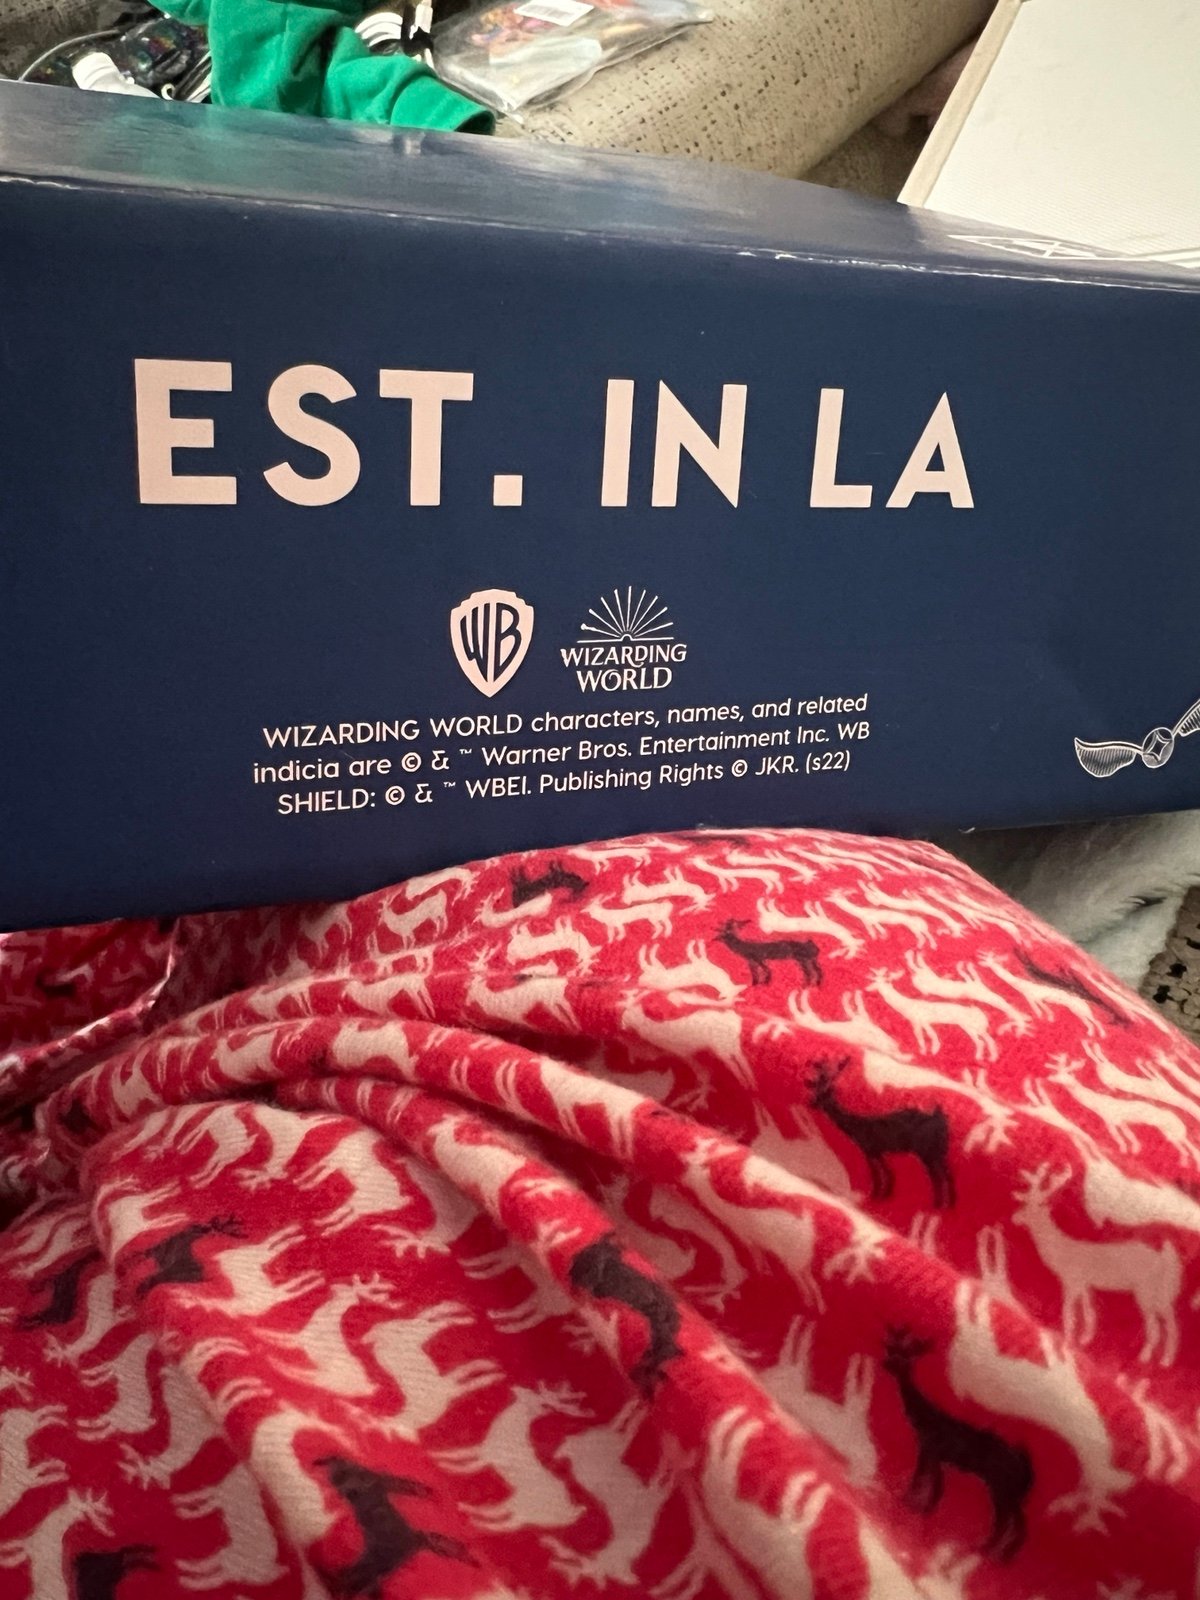 EST. IN LA
WB
WIZARDING
WORLD
WIZARDING WORLD characters, names, and related
indicia are © & ™ Warner Bros. Entertainment Inc. WB
SHIELD: © & ™ WBEI. Publishing Rights © JKR. (s22)